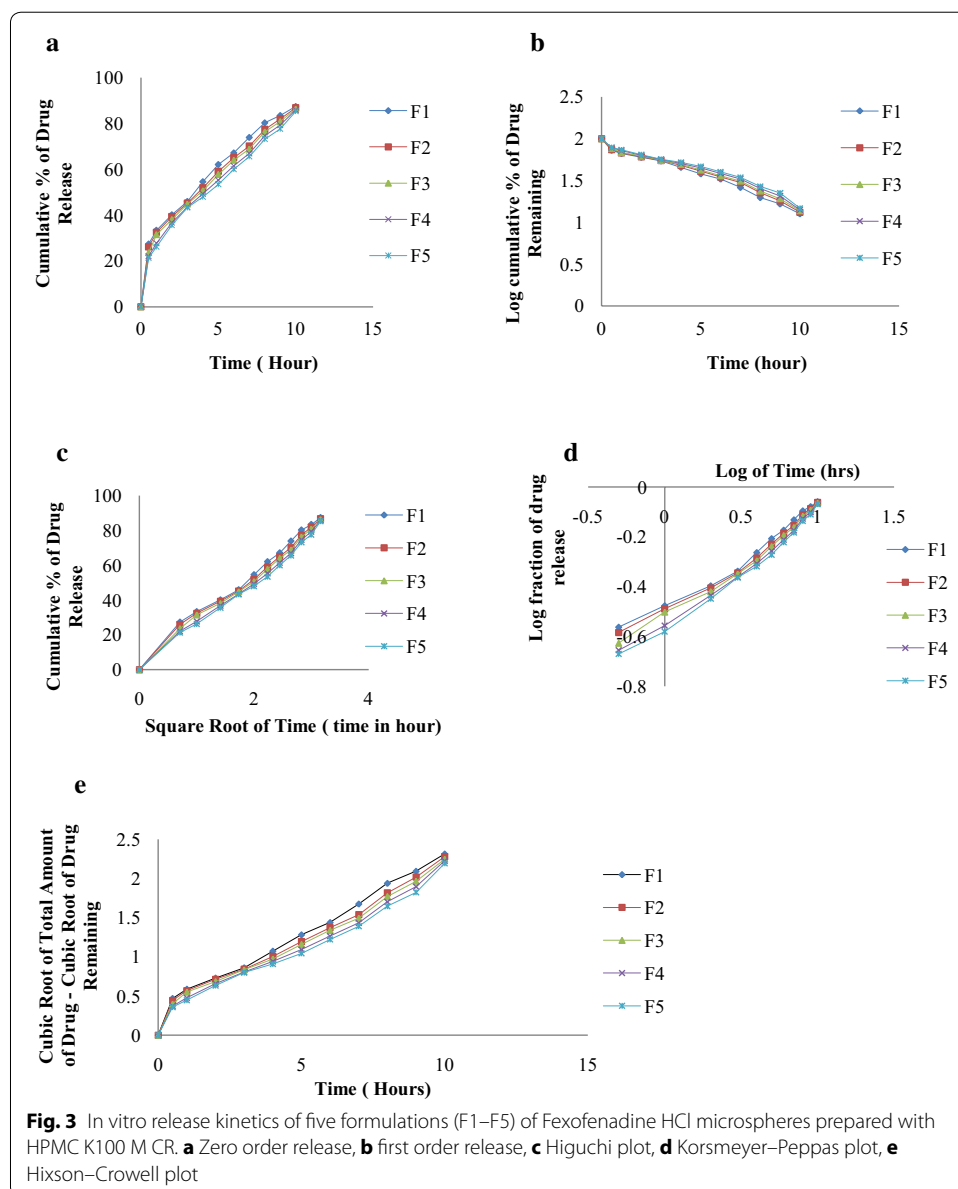 a
Cumulative % of Drug
Release
100
80
60
40
20
0
0 5 10 15
Time ( Hour)
F1
F2
F3
F4
F5
b
Log cumulative % of Drug
Remaining
2.5
2
1.5
1
0.5
0
0 5 10 15
Time (hour)
F1
F2
F3
F4
F5
c
Cumulative % of Drug
Release
100
80
60
40
20
0
0 2 4
Square Root of Time ( time in hour)
F1
F2
F3
F4
F5
d
Log of Time (hrs)
-0.5 0 0.5 1 1.5
Log fraction of drug
release
0
-0.2
-0.4
-0.6
-0.8
F1
F2
F3
F4
F5
e
Cubic Root of Total Amount
of Drug - Cubic Root of Drug
Remaining
2.5
2
1.5
1
0.5
0
0 5 10 15
Time ( Hours)
F1
F2
F3
F4
F5
Fig. 3 In vitro release kinetics of five formulations (F1–F5) of Fexofenadine HCl microspheres prepared with
HPMC K100 M CR. a Zero order release, b first order release, c Higuchi plot, d Korsmeyer–Peppas plot, e
Hixson–Crowell plot